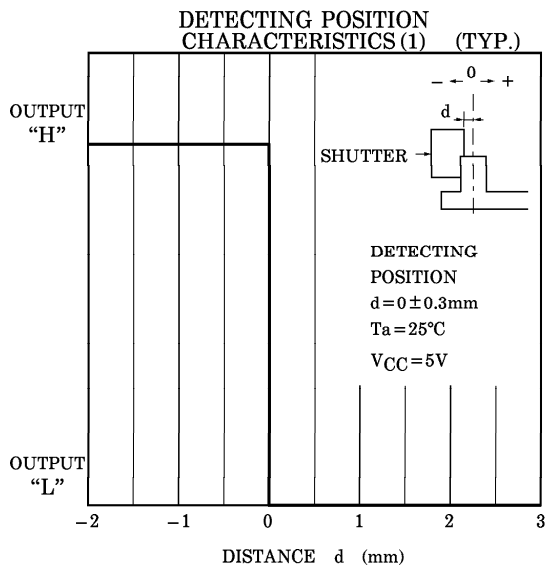 DETECTING POSITION
CHARACTERISTICS (1) (TYP.)
− 0 +
d
OUTPUT
“H”
SHUTTER
DETECTING
POSITION
d=0±0.3mm
Ta=25°C
VCC=5V
OUTPUT
“L”
−2 −1 0 1 2 3
DISTANCE d (mm)